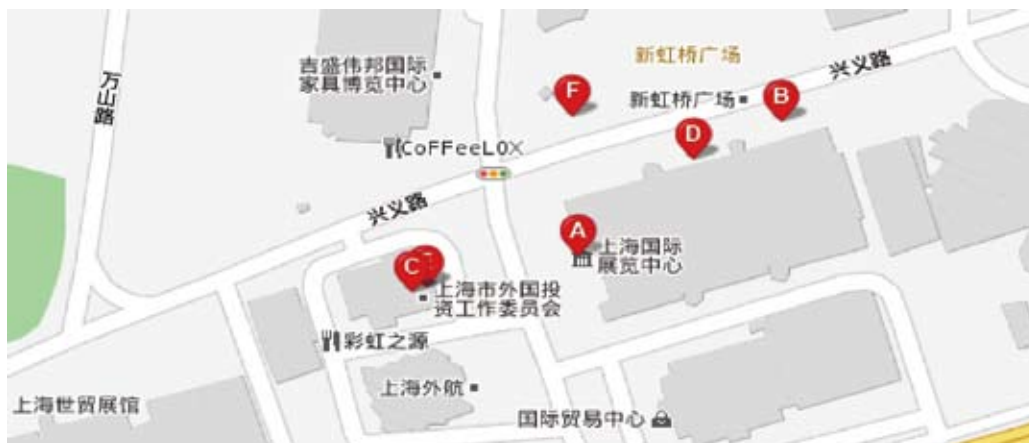 新虹桥广场
兴义路
吉盛伟邦国际
家具博览中心
万山路
F
新虹桥广场
B
D
CoFFeeLOX
兴义路
A
上海国际
展览中心
C
上海市外国投
资工作委员会
彩虹之源
上海外航
上海世贸展馆
国际贸易中心